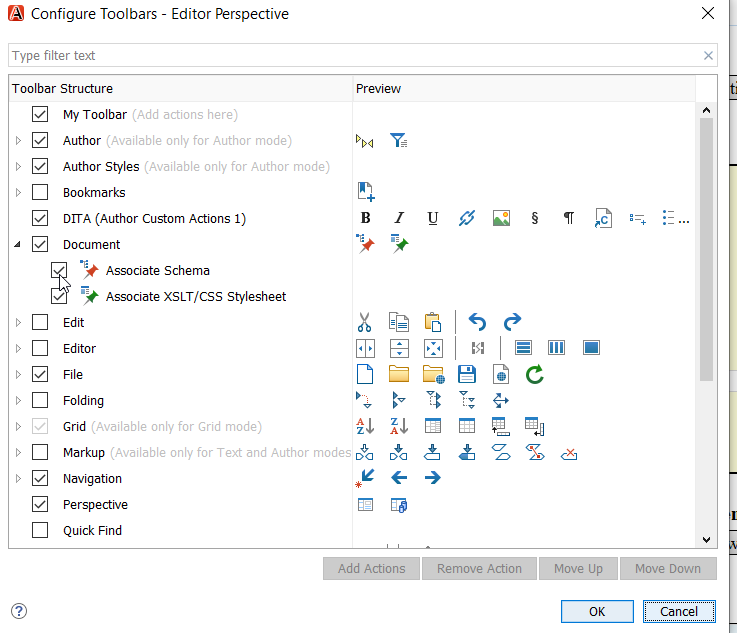 Configure Toolbars - Editor Perspective
Type filter text
Toolbar Structure Preview
My Toolbar (Add actions here)
Author (Available only for Author mode)
Author Styles (Available only for Author mode)
Bookmarks
DITA (Author Custom Actions 1) B I U § ¶ C ...
Document
Associate Schema
Associate XSLT/CSS Stylesheet
Edit
Editor
File
Folding
Grid (Available only for Grid mode) A Z Z A
Markup (Available only for Text and Author modes
Navigation
Perspective
Quick Find
Add Actions Remove Action Move Up Move Down
? OK Cancel